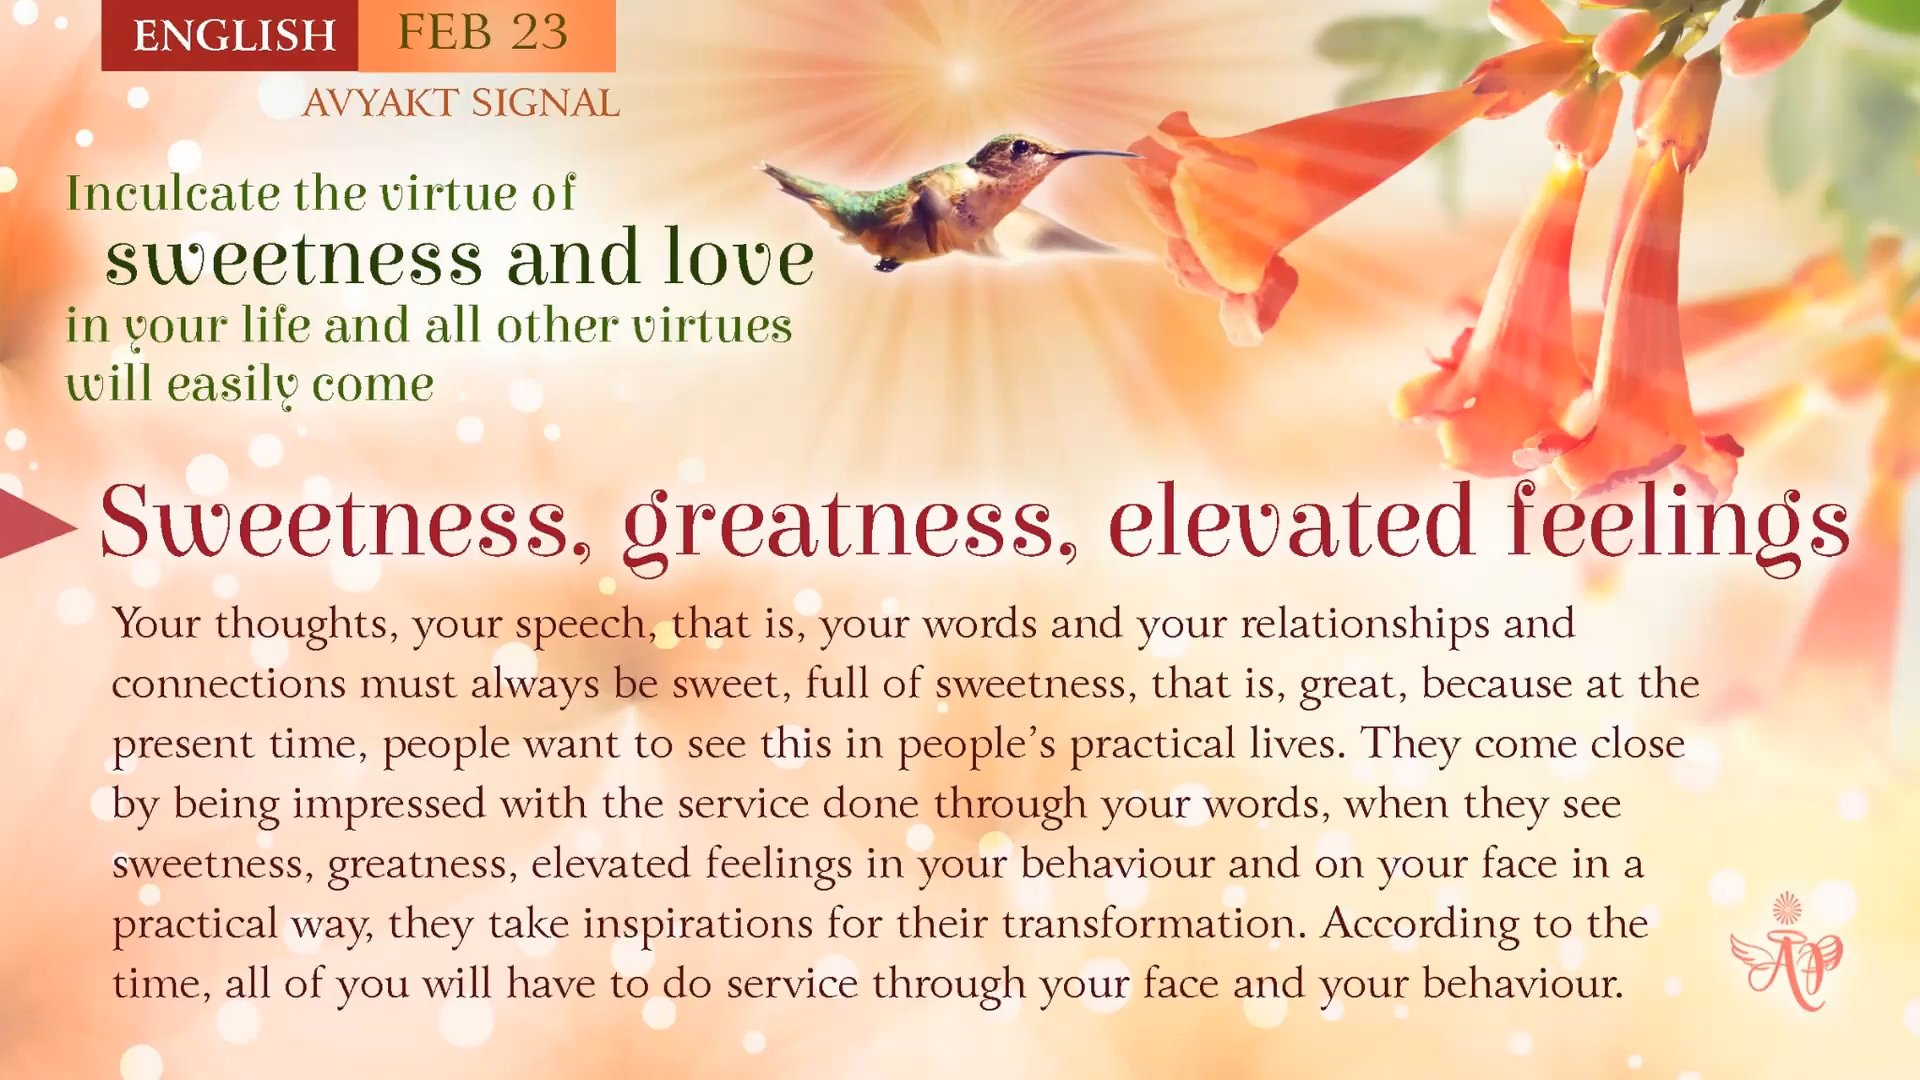 ENGLISH FEB 23
AVYAKT SIGNAL
Inculcate the virtue of
sweetness and love
in your life and all other virtues
will easily come
Sweetness, greatness, elevated feelings
Your thoughts, your speech, that is, your words and your relationships and
connections must always be sweet, full of sweetness, that is, great, because at the
present time, people want to see this in people’s practical lives. They come close
by being impressed with the service done through your words, when they see
sweetness, greatness, elevated feelings in your behaviour and on your face in a
practical way, they take inspirations for their transformation. According to the
time, all of you will have to do service through your face and your behaviour.